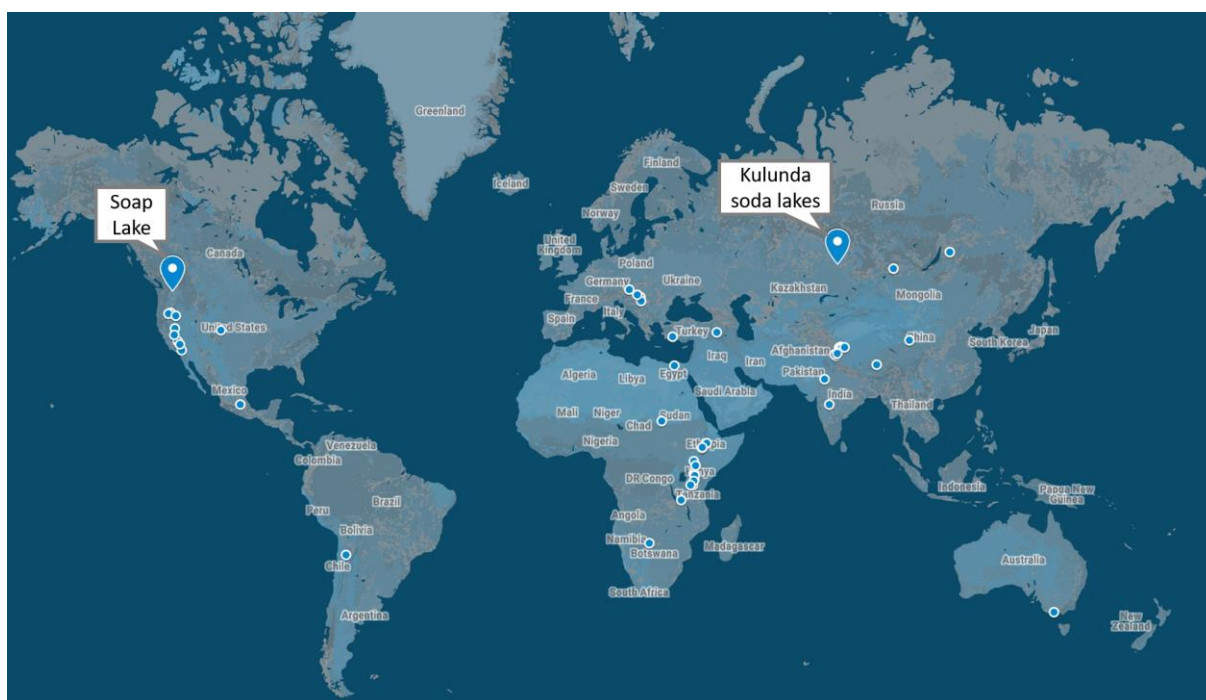 Greenland
Iceland
Finland
Sweden
Norway
Russia
Kulunda
soda lakes
Soap
Lake
Canada
United
Kingdom
Poland
Germany
Ukraine
Kazakhstan
Mongolia
France
Italy
Spain
Turkey
United States
China
Japan
South Korea
Afghanistan
Iraq
Iran
Pakistan
Algeria
Libya
Egypt
Saudi Arabia
India
Mexico
Mali
Niger
Chad
Sudan
Thailand
Nigeria
Ethiopia
Venezuela
Colombia
DR Congo
Kenya
Tanzania
Indonesia
Papua New
Guinea
Brazil
Peru
Bolivia
Angola
Namibia
Botswana
Madagascar
Chile
Australia
South Africa
Argentina
New
Zealand